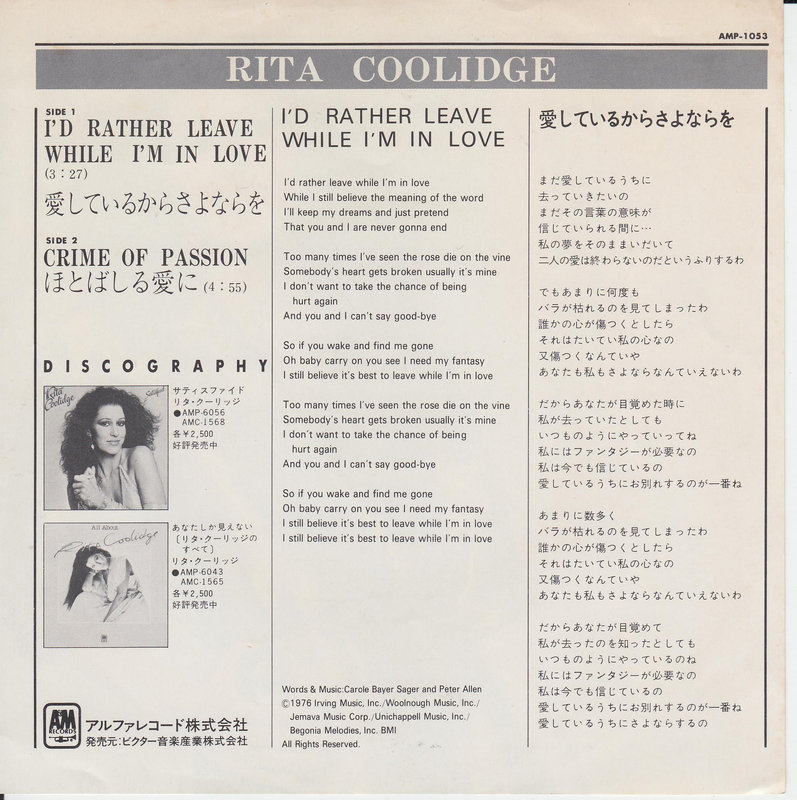 AMP-1053
RITA COOLIDGE
SIDE 1
I'D RATHER LEAVE
WHILE I'M IN LOVE
(3:27)
愛しているからさよならを
SIDE 2
CRIME OF PASSION
ほとばしる愛に(4:55)
DISCOGRAPHY
Rita
Coolidge
Satisfied
サティスファイド
リタ・クーリッジ
●AMP-6056
AMC-1568
各¥2,500
好評発売中
All About
Rita Coolidge
あなたしか見えない
〔リタ・クーリッジの
すべて〕
リタ・クーリッジ
●AMP-6043
AMC-1565
各¥2,500
好評発売中
A&M
RECORDS
アルファレコード株式会社
発売元:ビクター音楽産業株式会社
I'D RATHER LEAVE
WHILE I'M IN LOVE
I'd rather leave while I'm in love
While I still believe the meaning of the word
I'll keep my dreams and just pretend
That you and I are never gonna end
Too many times I've seen the rose die on the vine
Somebody's heart gets broken usually it's mine
I don't want to take the chance of being
hurt again
And you and I can't say good-bye
So if you wake and find me gone
Oh baby carry on you see I need my fantasy
I still believe it's best to leave while I'm in love
Too many times I've seen the rose die on the vine
Somebody's heart gets broken usually it's mine
I don't want to take the chance of being
hurt again
And you and I can't say good-bye
So if you wake and find me gone
Oh baby carry on you see I need my fantasy
I still believe it's best to leave while I'm in love
I still believe it's best to leave while I'm in love
Words & Music:Carole Bayer Sager and Peter Allen
©1976 Irving Music, Inc./Woolnough Music, Inc./
Jemava Music Corp./Unichappell Music, Inc./
Begonia Melodies, Inc. BMI
All Rights Reserved.
愛しているからさよならを
まだ愛しているうちに
去っていきたいの
まだその言葉の意味が
信じていられる間に…
私の夢をそのままいだいて
二人の愛は終わらないのだというふりするわ
でもあまりに何度も
バラが枯れるのを見てしまったわ
誰かの心が傷つくとしたら
それはたいてい私の心なの
又傷つくなんていや
あなたも私もさよならなんていえないわ
だからあなたが目覚めた時に
私が去っていたとしても
いつものようにやっていってね
私にはファンタジーが必要なの
私は今でも信じているの
愛しているうちにお別れするのが一番ね
あまりに数多く
バラが枯れるのを見てしまったわ
誰かの心が傷つくとしたら
それはたいてい私の心なの
又傷つくなんていや
あなたも私もさよならなんていえないわ
だからあなたが目覚めて
私が去ったのを知ったとしても
いつものようにやっているのね
私にはファンタジーが必要なの
私は今でも信じているの
愛しているうちにお別れするのが一番ね
愛しているうちにさよならするの